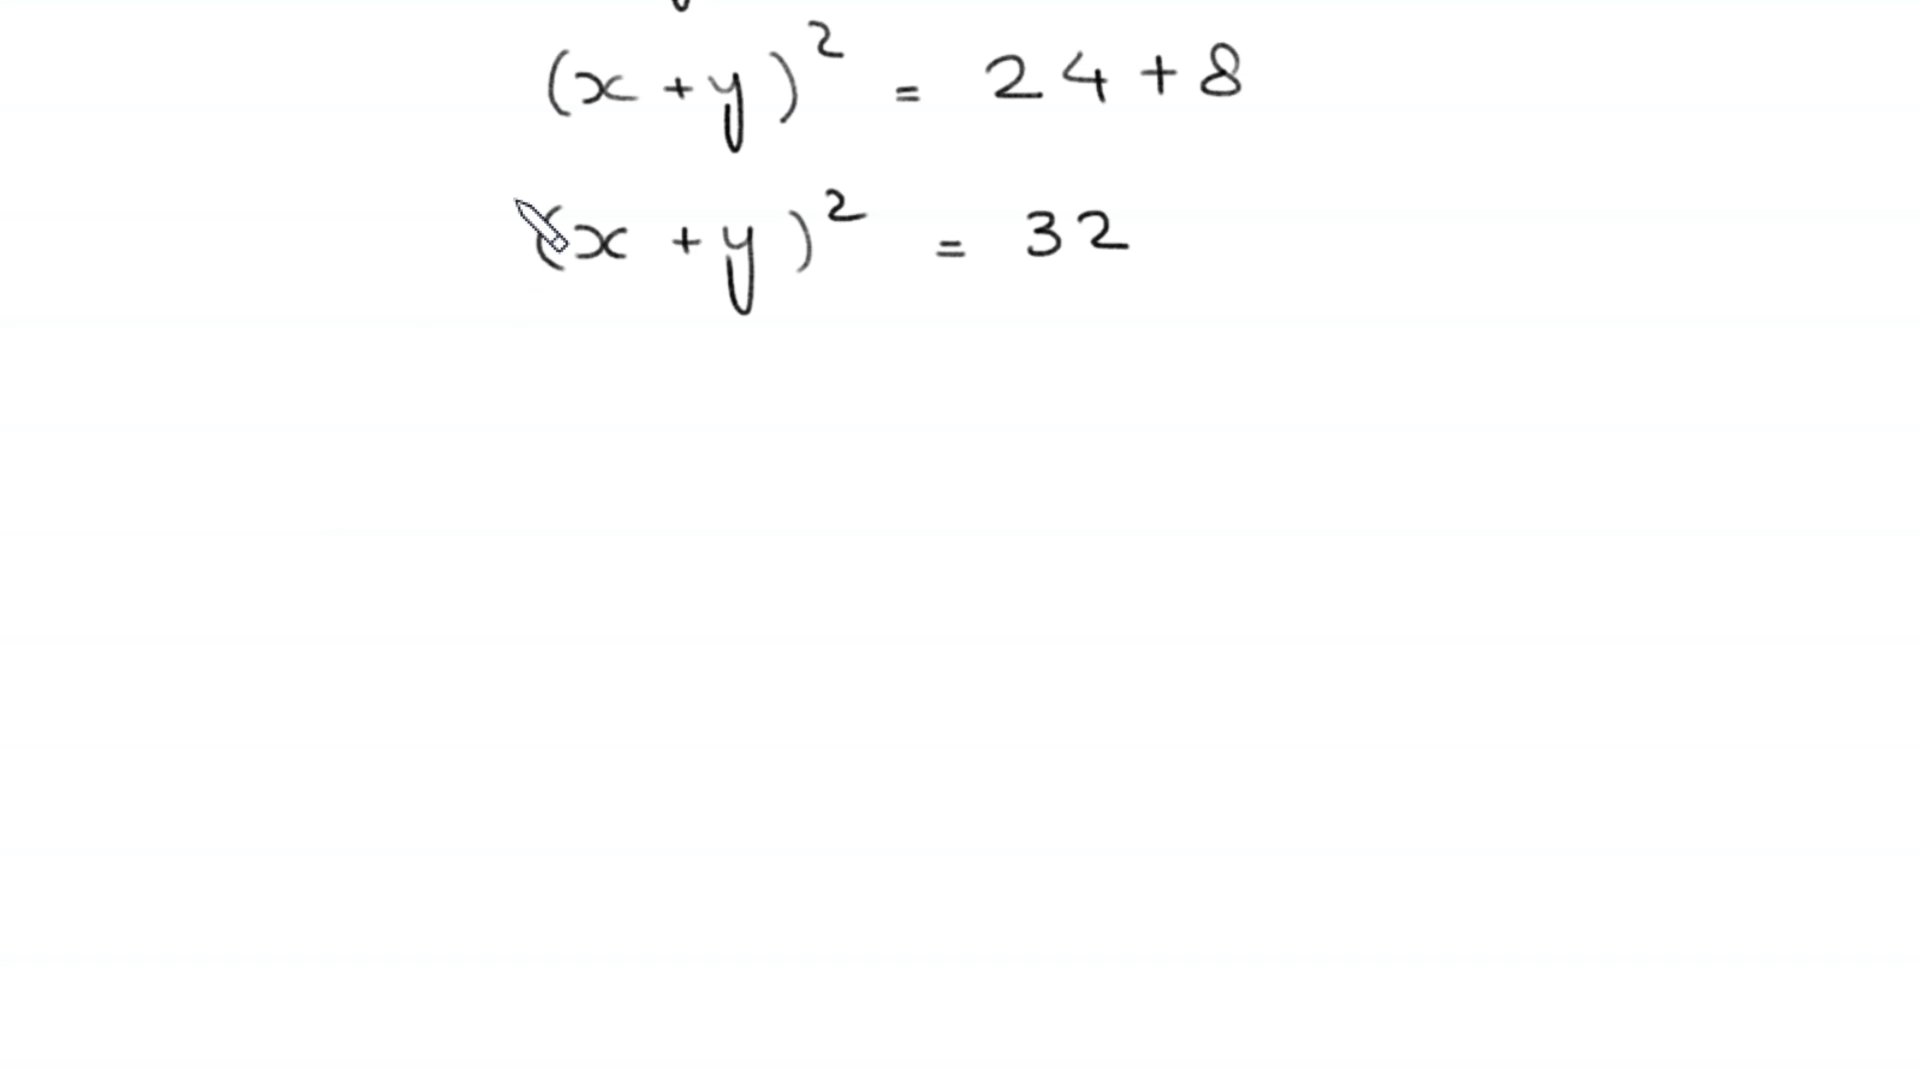 (x + y)² = 24 + 8
(x + y)² = 32